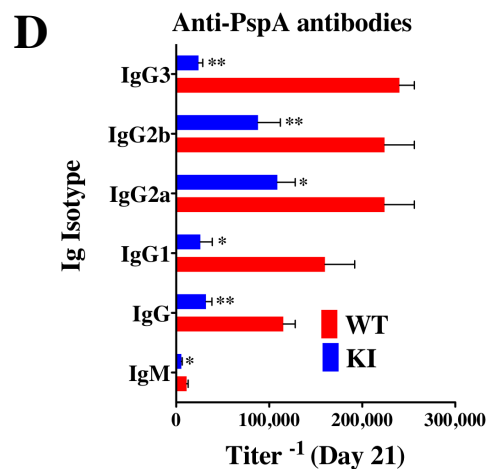 D
Anti-PspA antibodies
Ig Isotype
IgG3 **
IgG2b **
IgG2a *
IgG1 *
IgG **
IgM *
WT
KI
0 100,000 200,000 300,000
Titer -1 (Day 21)